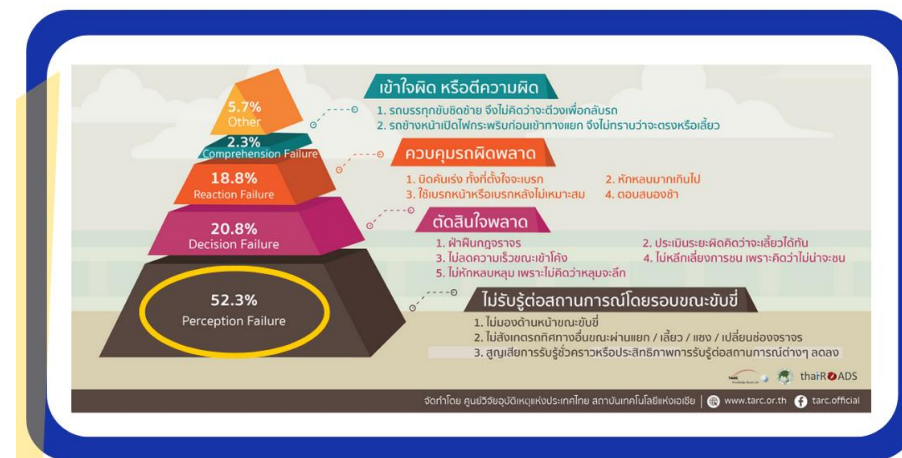 5.7%
Other
2.3%
Comprehension Failure
18.8%
Reaction Failure
20.8%
Decision Failure
52.3%
Perception Failure
เข้าใจผิด หรือตีความผิด
1. รถบรรทุกขับชิดซ้าย จึงไม่คิดว่าจะตีวงเพื่อกลับรถ
2. รถข้างหน้าเปิดไฟกระพริบก่อนเข้าทางแยก จึงไม่ทราบว่าจะตรงหรือเลี้ยว
ควบคุมรถผิดพลาด
1. บิดคันเร่ง ทั้งที่ตั้งใจจะเบรก 2. หักหลบมากเกินไป
3. ใช้เบรกหน้าหรือเบรกหลังไม่เหมาะสม 4. ตอบสนองช้า
ตัดสินใจพลาด
1. ฝ่าฝืนกฎจราจร 2. ประเมินระยะผิดคิดว่าจะเลี้ยวได้ทัน
3. ไม่ลดความเร็วขณะเข้าโค้ง 4. ไม่หลีกเลี่ยงการชน เพราะคิดว่าไม่น่าจะชน
5. ไม่หักหลบหลุม เพราะไม่คิดว่าหลุมจะลึก
ไม่รับรู้ต่อสถานการณ์โดยรอบขณะขับขี่
1. ไม่มองด้านหน้าขณะขับขี่
2. ไม่สังเกตรถทิศทางอื่นขณะผ่านแยก / เลี้ยว / แซง / เปลี่ยนช่องจราจร
3. สูญเสียการรับรู้ชั่วคราวหรือประสิทธิภาพการรับรู้ต่อสถานการณ์ต่างๆ ลดลง
thaiROADS
จัดทำโดย ศูนย์วิจัยอุบัติเหตุแห่งประเทศไทย สถาบันเทคโนโลยีแห่งเอเชีย | www.tarc.or.th tarc.official